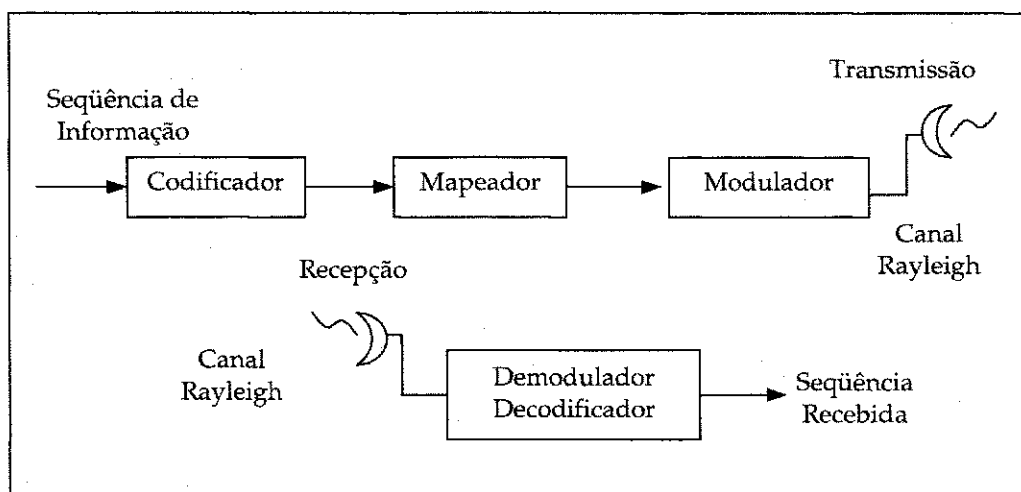 Transmissão
Seqüência de
Informação
Codificador
Mapeador
Modulador
Canal
Rayleigh
Recepção
Canal
Rayleigh
Demodulador
Decodificador
Seqüência
Recebida